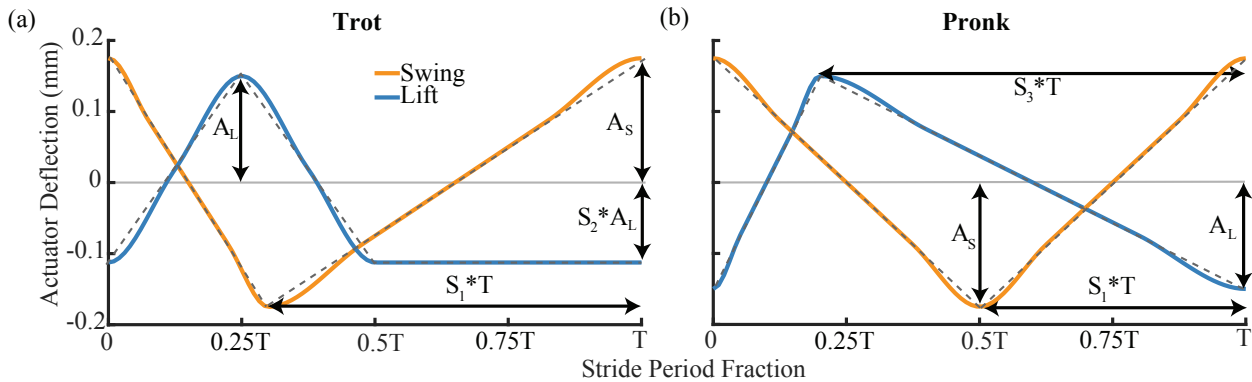 (a)
Trot
(b)
Pronk
Actuator Deflection (mm)
0.2
0.1
0
-0.1
-0.2
Swing
Lift
A_L
A_S
S_2*A_L
S_1*T
0
0.25T
0.5T
0.75T
T
S_3*T
A_S
A_L
S_1*T
0
0.25T
0.5T
0.75T
T
Stride Period Fraction